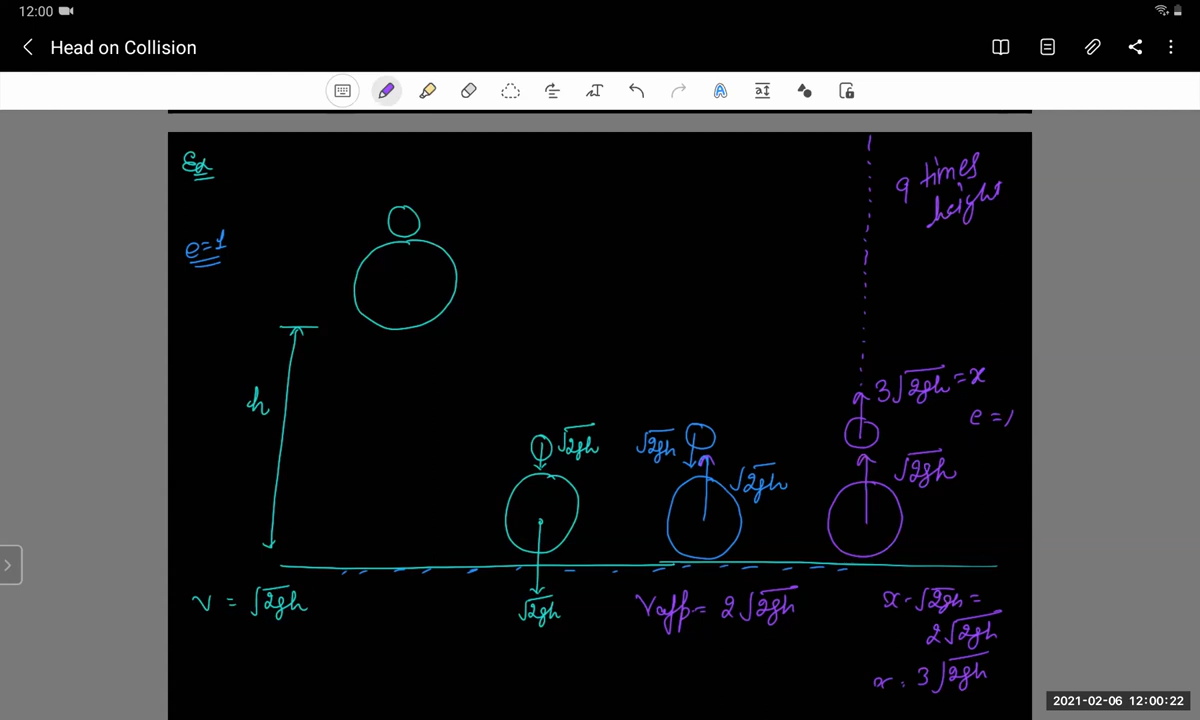 12:00
Head on Collision
Ex
9 times
height
e=1
3√2gh = x
e = 1
h
√2gh
√2gh
√2gh
√2gh
√2gh
v = √2gh
√2gh
Vapp = 2√2gh
x - √2gh =
2√2gh
x = 3√2gh
2021-02-06 12:00:22